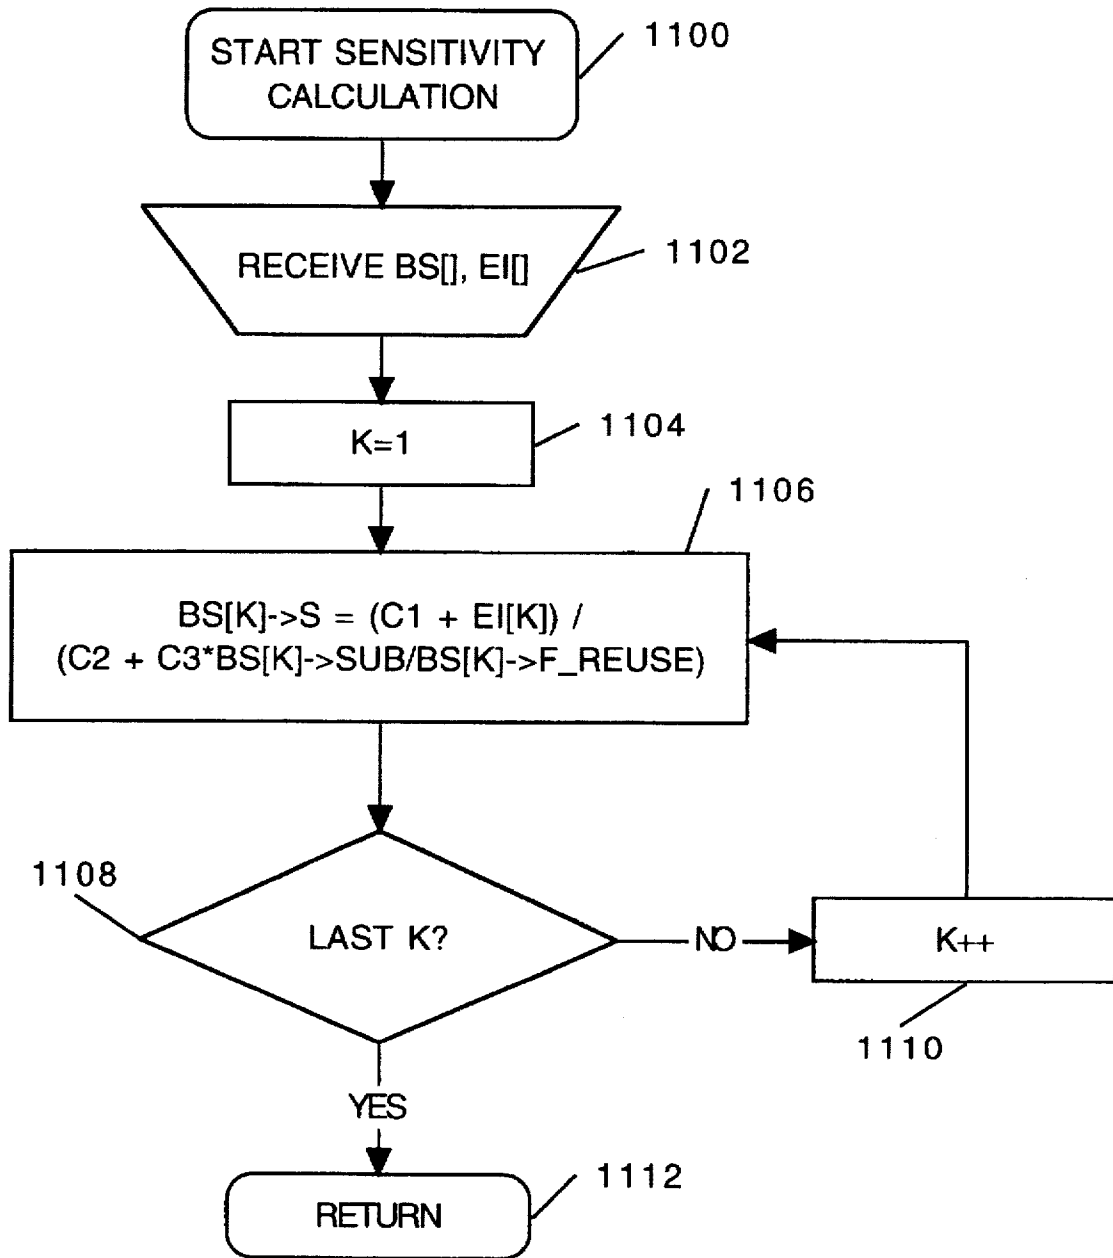 START SENSITIVITY
CALCULATION
1100
RECEIVE BS[], EI[]
1102
K=1
1104
1106
BS[K]->S = (C1 + EI[K]) /
(C2 + C3*BS[K]->SUB/BS[K]->F_REUSE)
1108
LAST K?
NO
K++
1110
YES
RETURN
1112